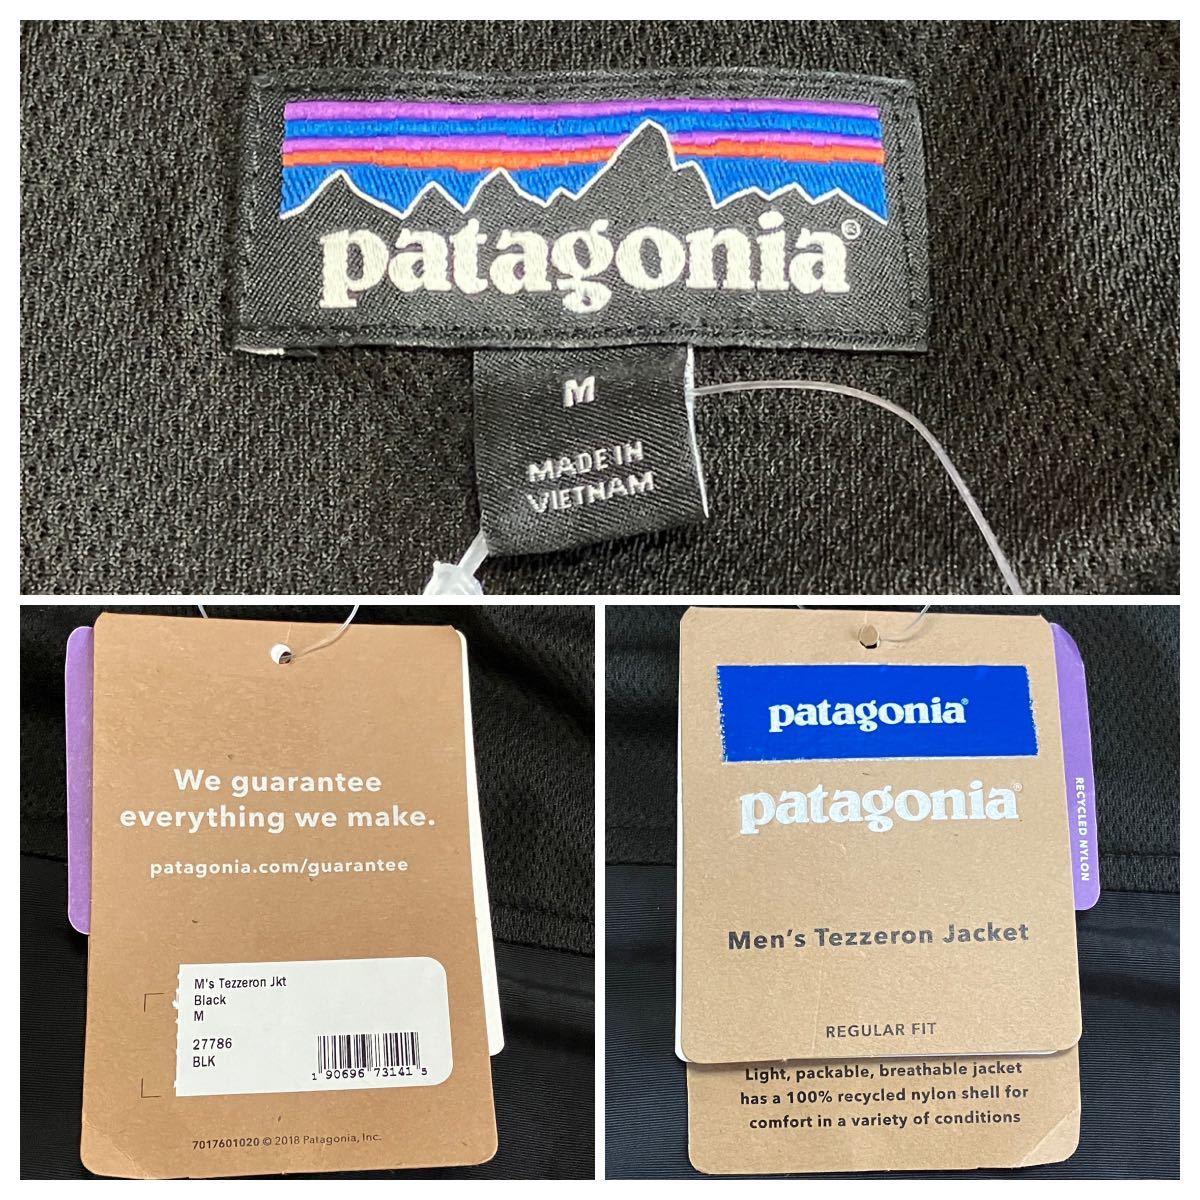 patagonia®
M
MADE IN
VIETNAM
We guarantee
everything we make.
patagonia.com/guarantee
M's Tezzeron Jkt
Black
M
27786
BLK
1 90696 73141 5
7017601020 © 2018 Patagonia, Inc.
patagonia®
patagonia®
RECYCLED NYLON
Men's Tezzeron Jacket
REGULAR FIT
Light, packable, breathable jacket
has a 100% recycled nylon shell for
comfort in a variety of conditions